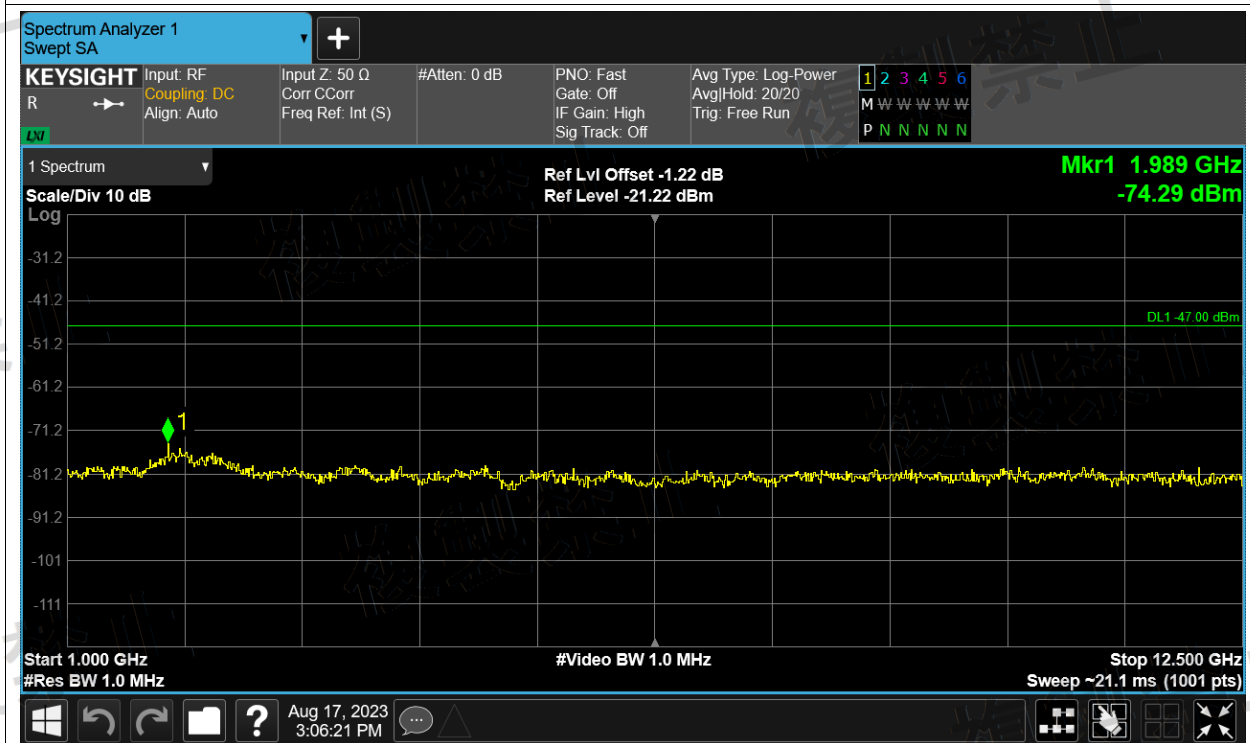 Spectrum Analyzer 1
Swept SA
KEYSIGHT
R
LXI
Input: RF
Coupling: DC
Align: Auto
Input Z: 50 Ω
Corr CCorr
Freq Ref: Int (S)
#Atten: 0 dB
PNO: Fast
Gate: Off
IF Gain: High
Sig Track: Off
Avg Type: Log-Power
Avg|Hold: 20/20
Trig: Free Run
1 2 3 4 5 6
M W W W W W
P N N N N N
1 Spectrum
Scale/Div 10 dB
Log
Ref Lvl Offset -1.22 dB
Ref Level -21.22 dBm
Mkr1 1.989 GHz
-74.29 dBm
-31.2
-41.2
DL1 -47.00 dBm
-51.2
-61.2
1
-71.2
-81.2
-91.2
-101
-111
Start 1.000 GHz
#Res BW 1.0 MHz
#Video BW 1.0 MHz
Stop 12.500 GHz
Sweep ~21.1 ms (1001 pts)
?
Aug 17, 2023
3:06:21 PM
複製禁止